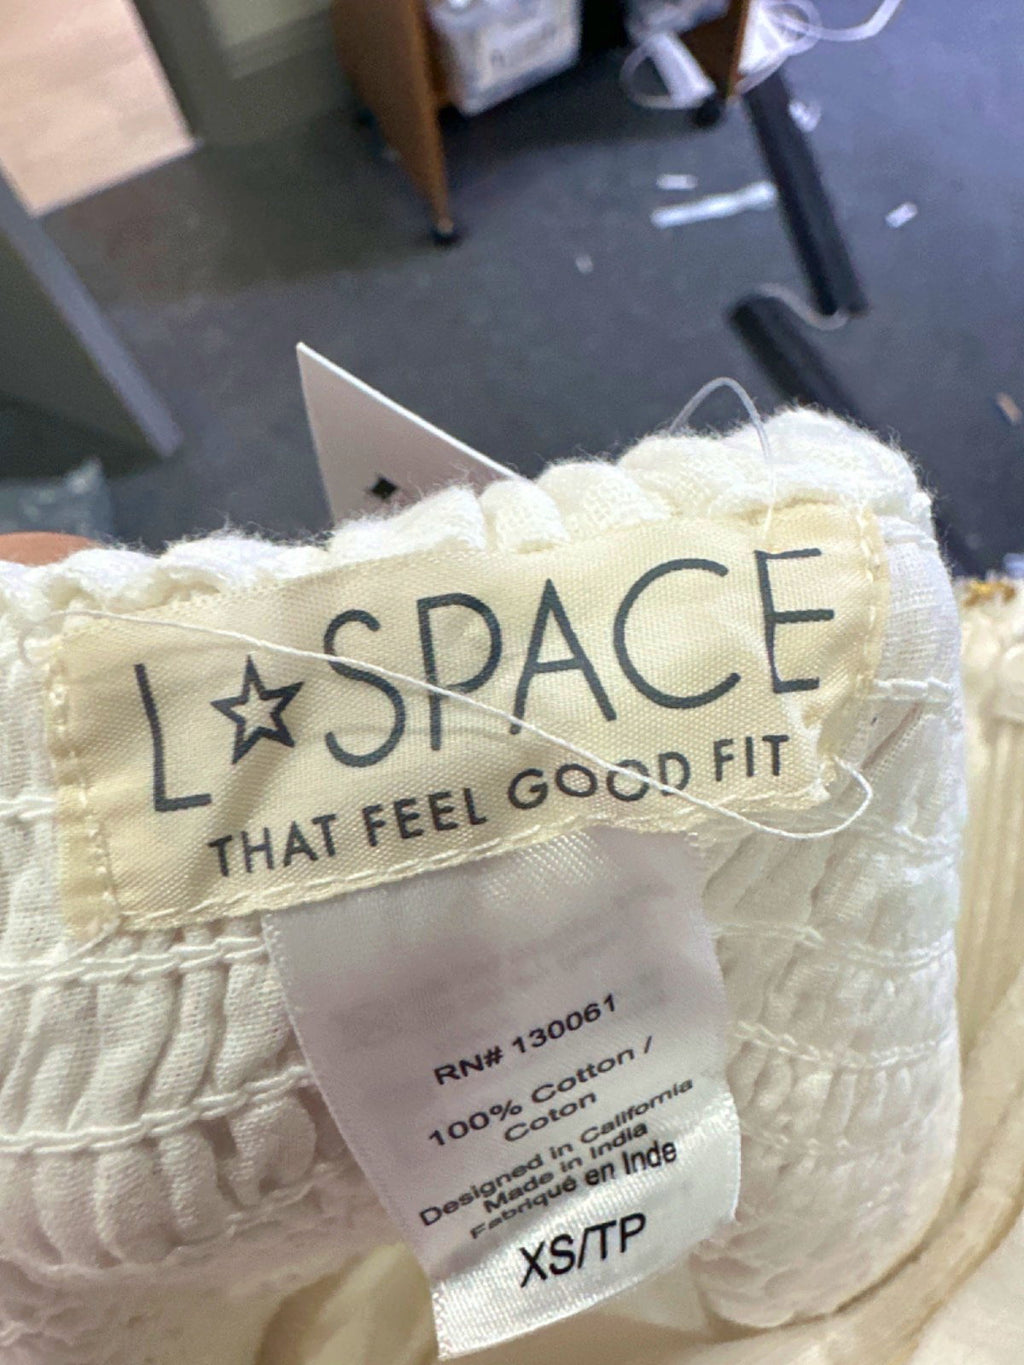 L☆SPACE
THAT FEEL GOOD FIT
RN# 130061
100% Cotton /
Coton
Designed in California
Made in India
Fabriqué en Inde
XS/TP